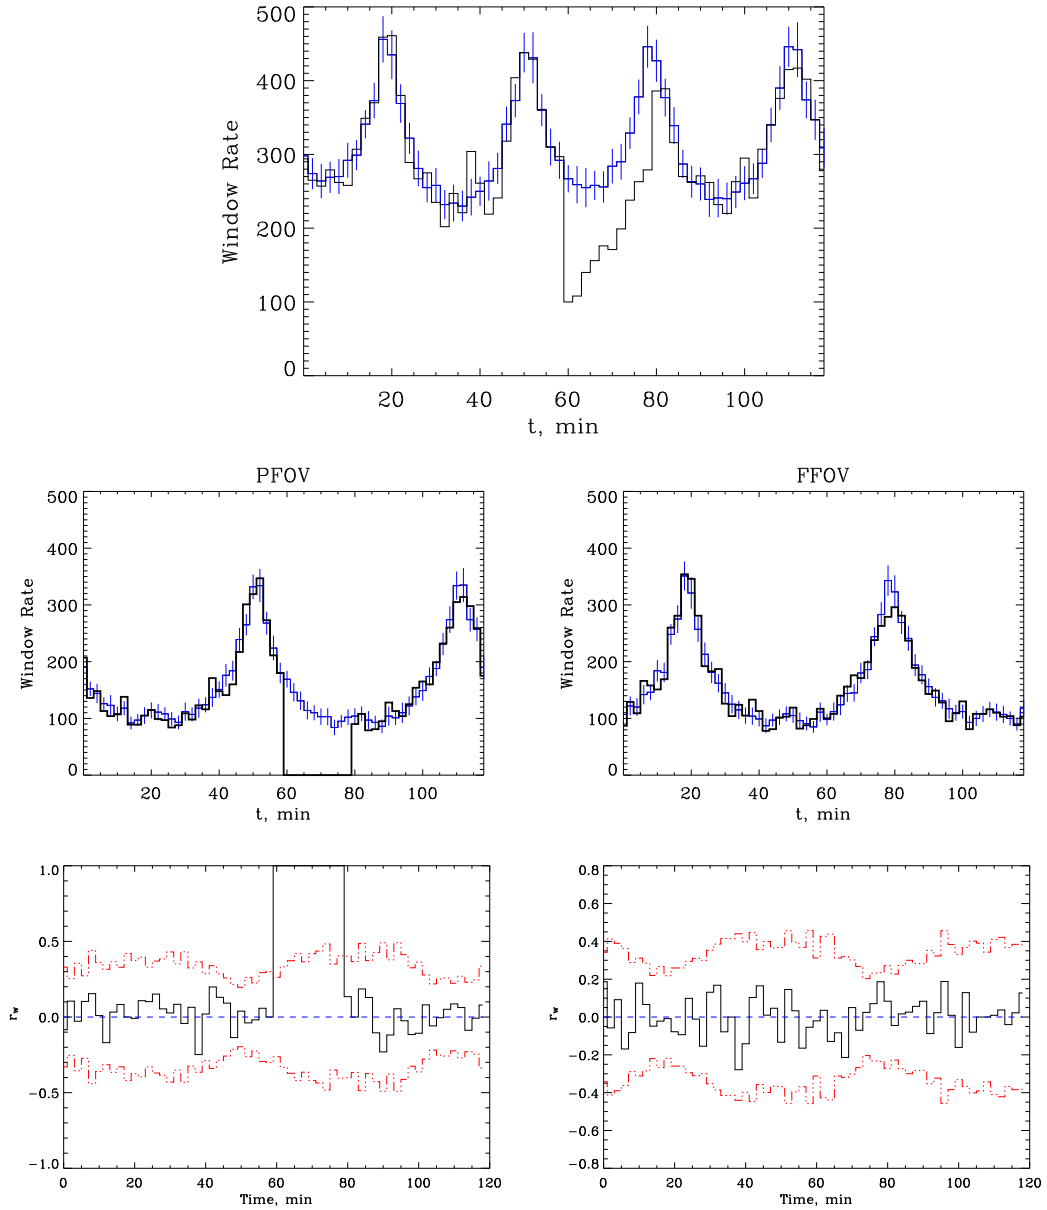 500
400
300
200
100
0
Window Rate
20 40 60 80 100
t, min
PFOV FFOV
500 500
400 400
300 300
200 200
100 100
0 0
Window Rate Window Rate
20 40 60 80 100 20 40 60 80 100
t, min t, min
1.0 0.8
0.6
0.5 0.4
0.2
0.0 0.0
-0.2
-0.5 -0.4
-0.6
-1.0 -0.8
r_w r_w
0 20 40 60 80 100 120 0 20 40 60 80 100 120
Time, min Time, min